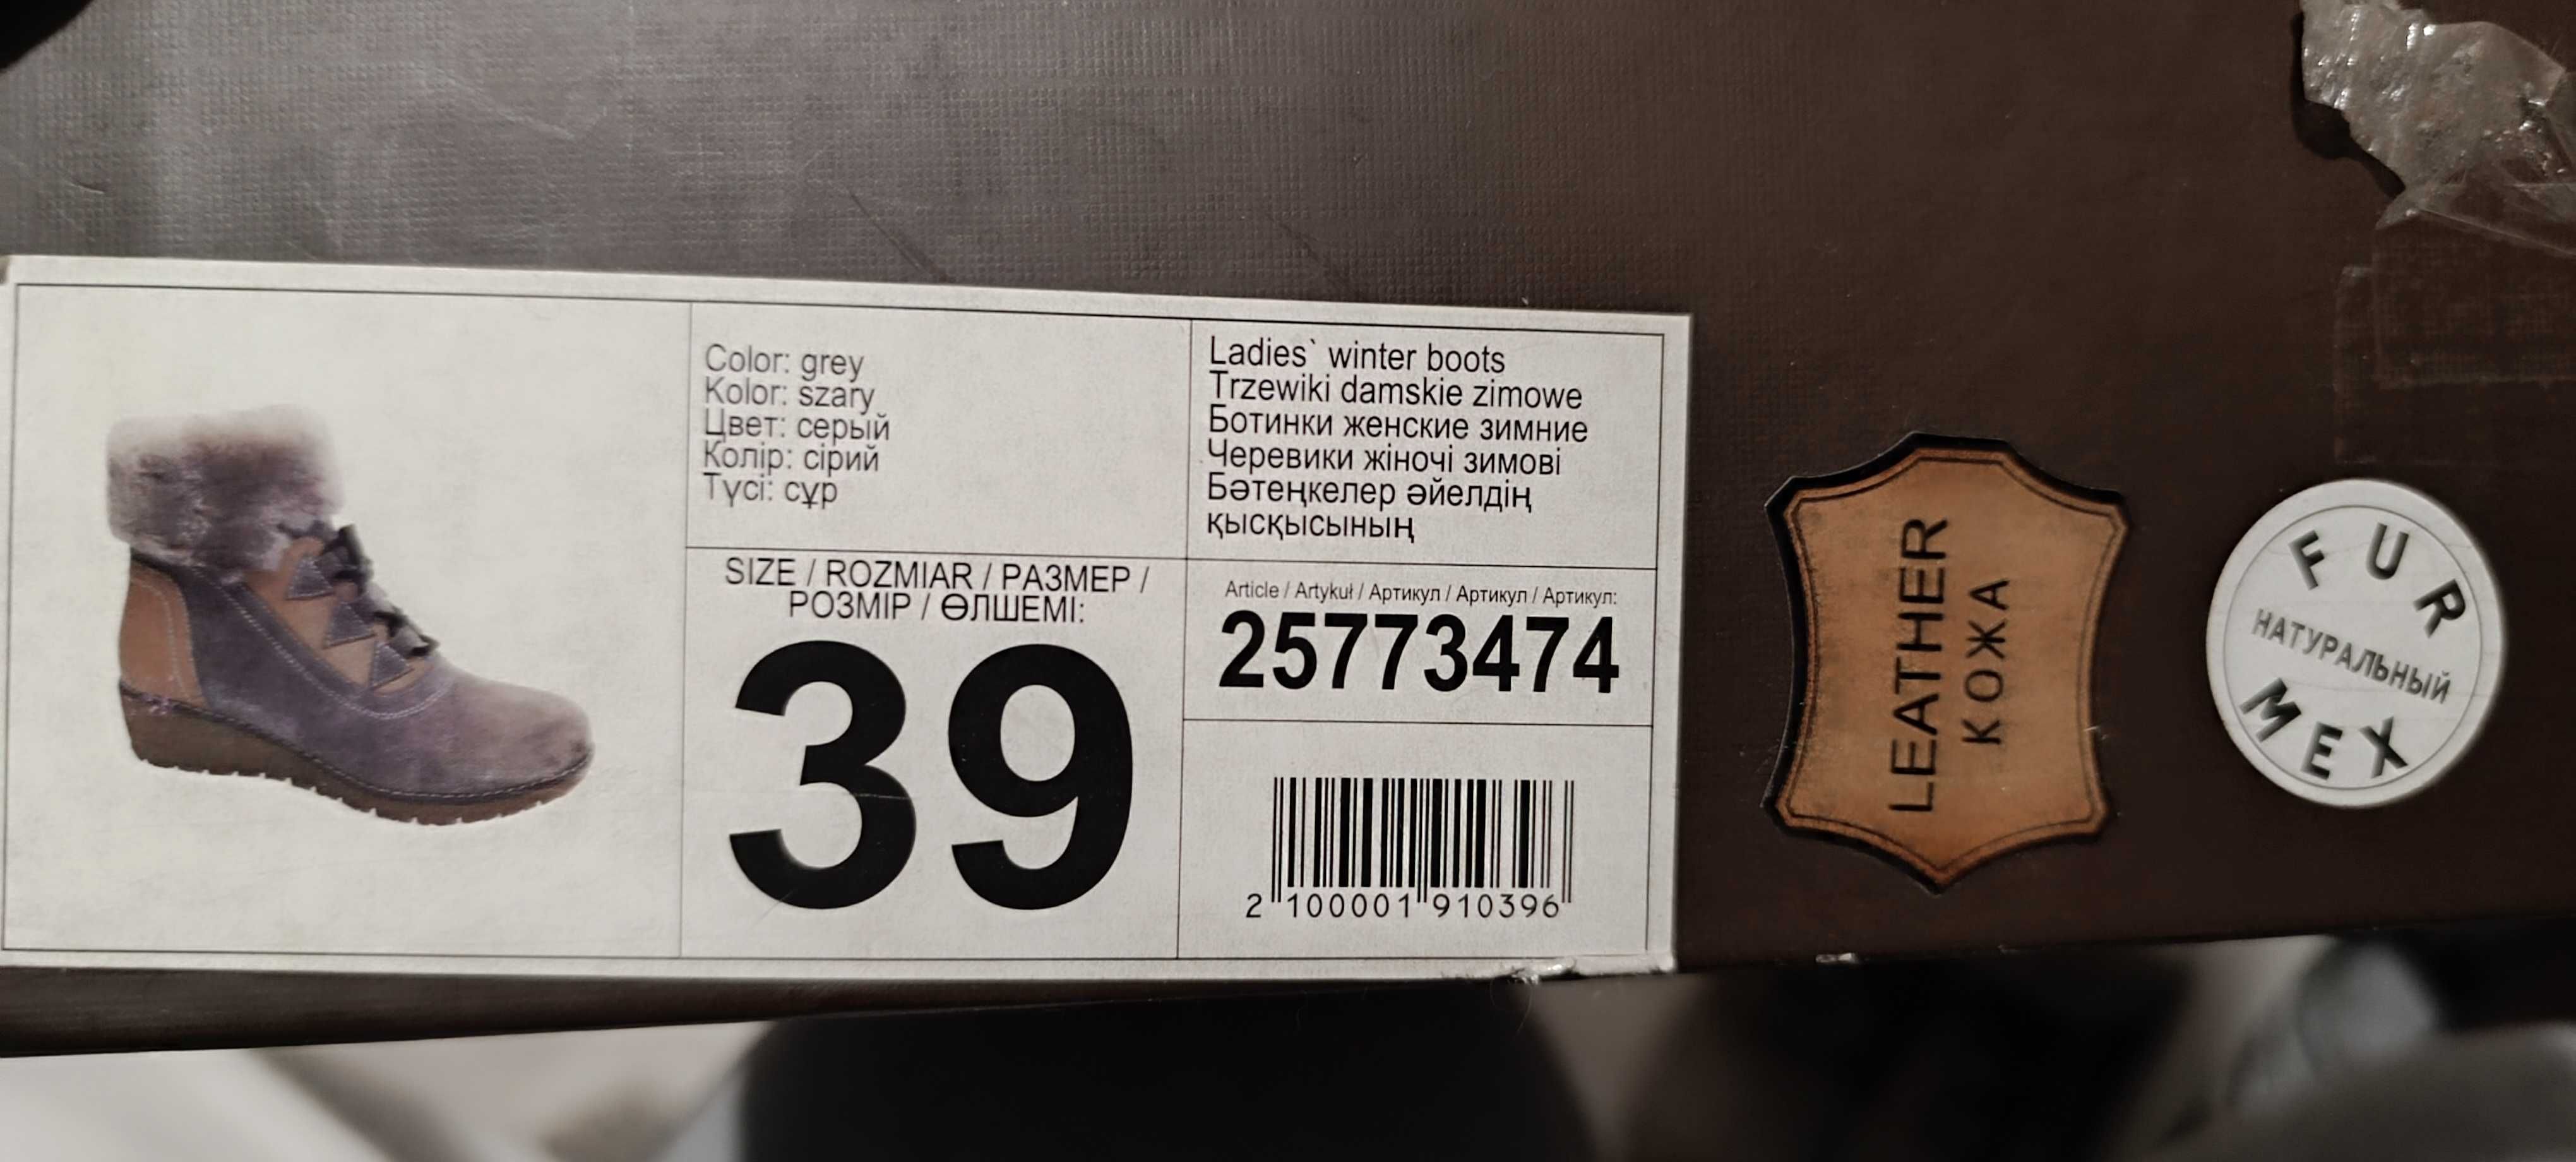 Color: grey
Kolor: szary
Цвет: серый
Колір: сірий
Түсі: сұр
Ladies` winter boots
Trzewiki damskie zimowe
Ботинки женские зимние
Черевики жіночі зимові
Бәтеңкелер әйелдің
қысқысының
SIZE / ROZMIAR / РАЗМЕР /
РОЗМІР / ӨЛШЕМІ:
39
Article / Artykuł / Артикул / Артикул / Артикул:
25773474
2 100001 910396
LEATHER
КОЖА
FUR
НАТУРАЛЬНЫЙ
МЕХ